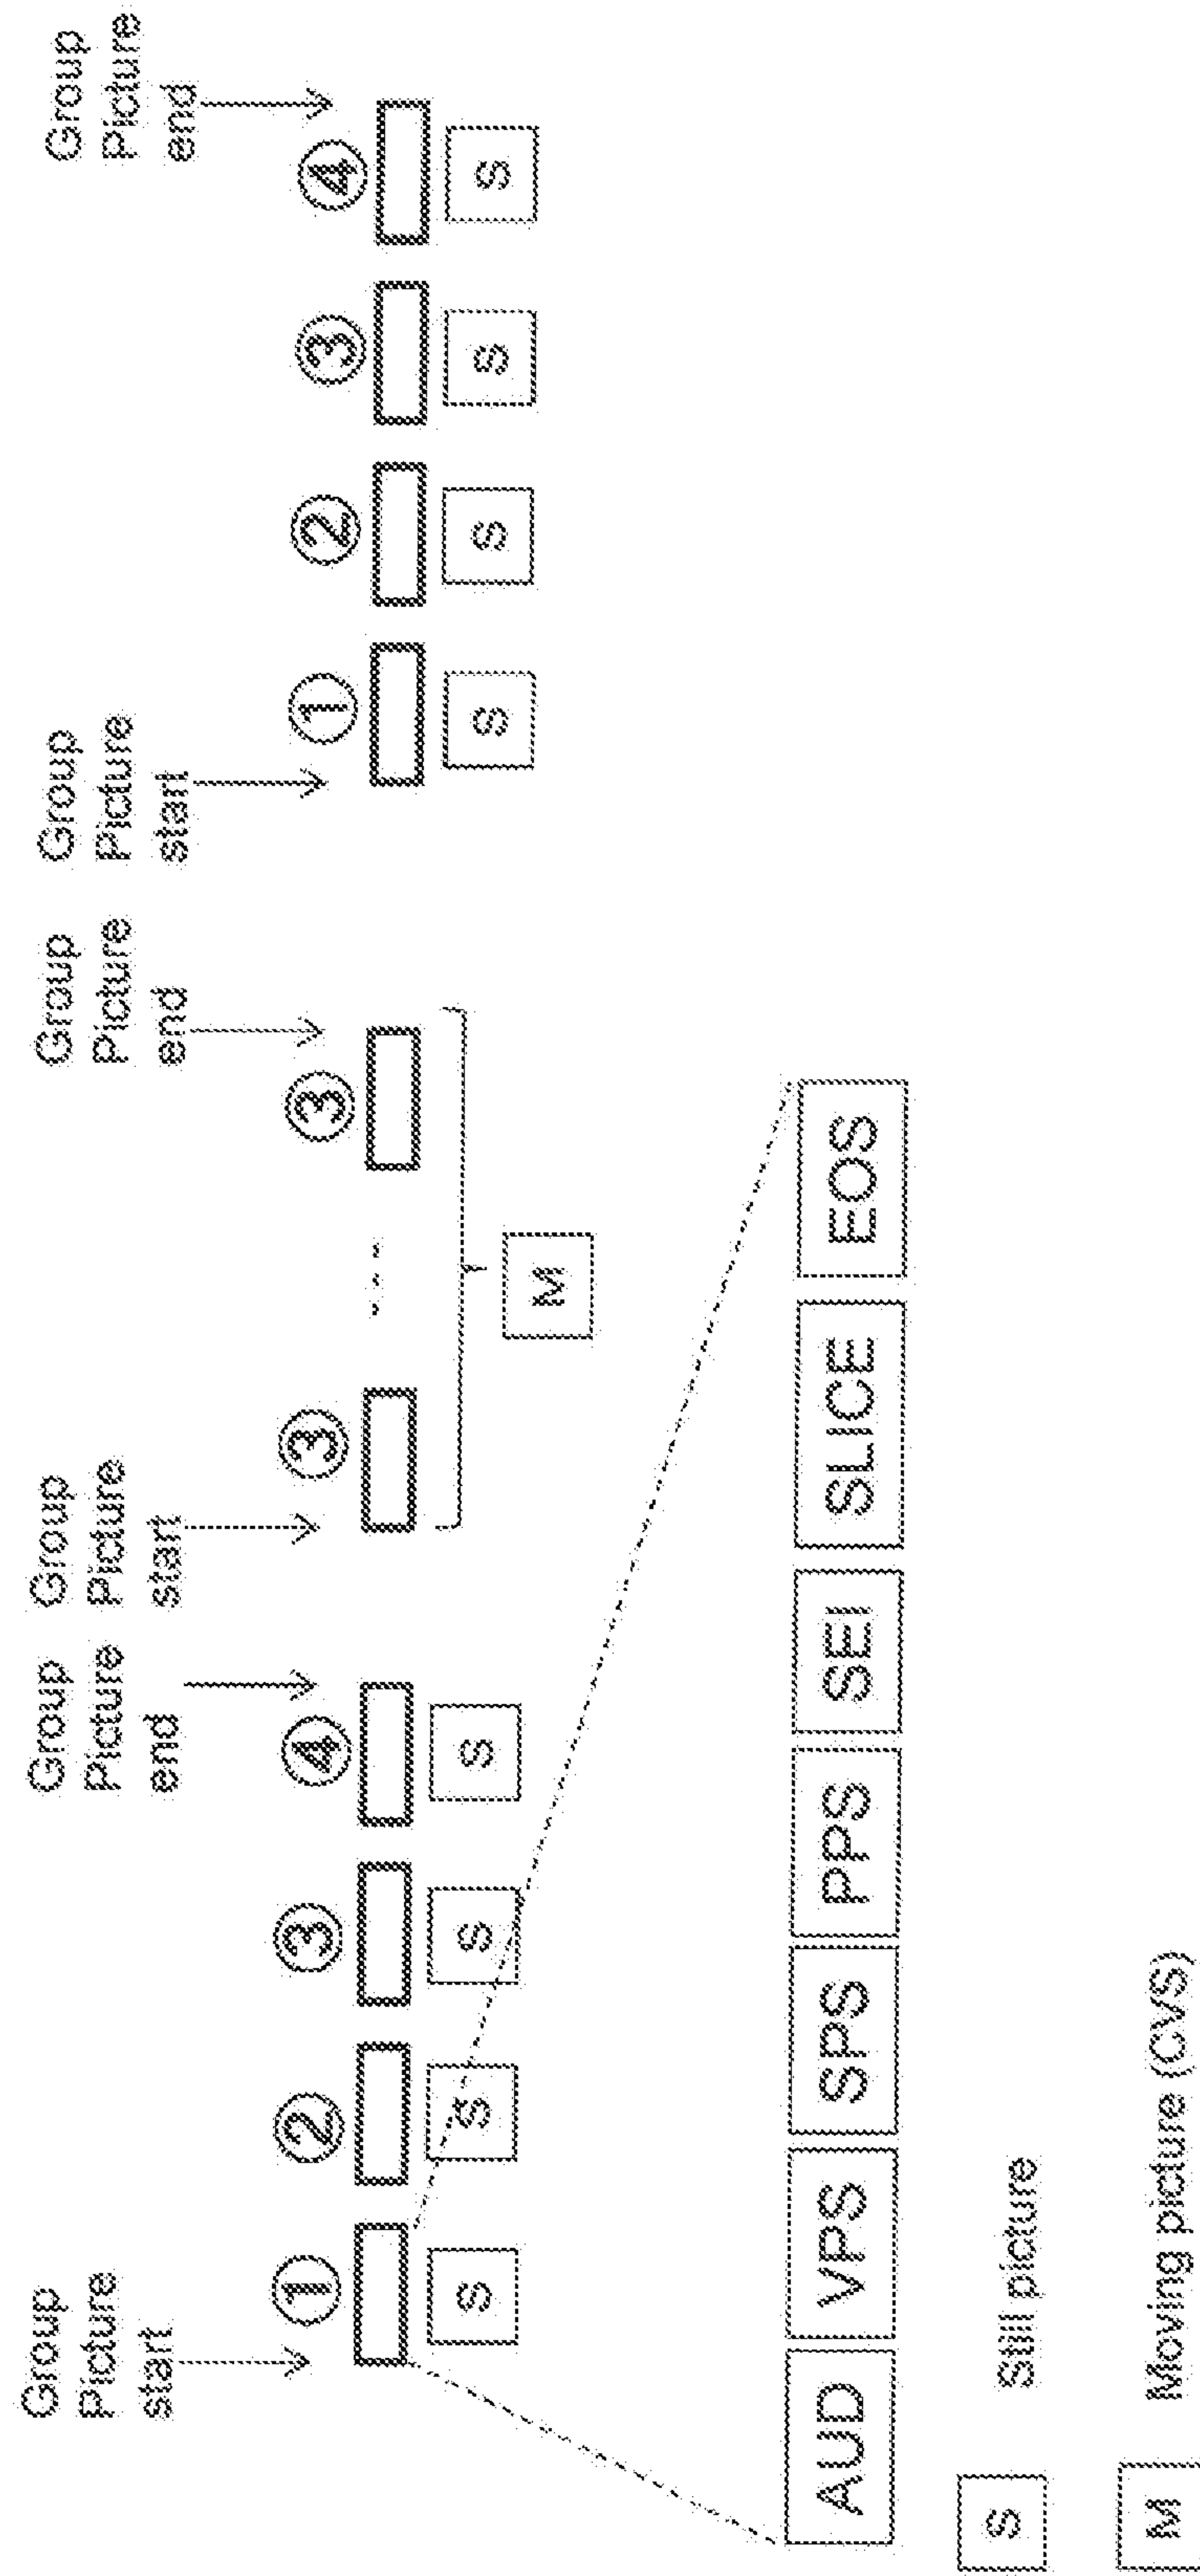 Group Picture start
Group Picture end
Group Picture start
Group Picture end
Group Picture start
Group Picture end
① ② ③ ④ ③ --- ③ ① ② ③ ④
S S S S M S S S S
AUD VPS SPS PPS SEI SLICE EOS
S Still picture
M Moving picture (CVS)